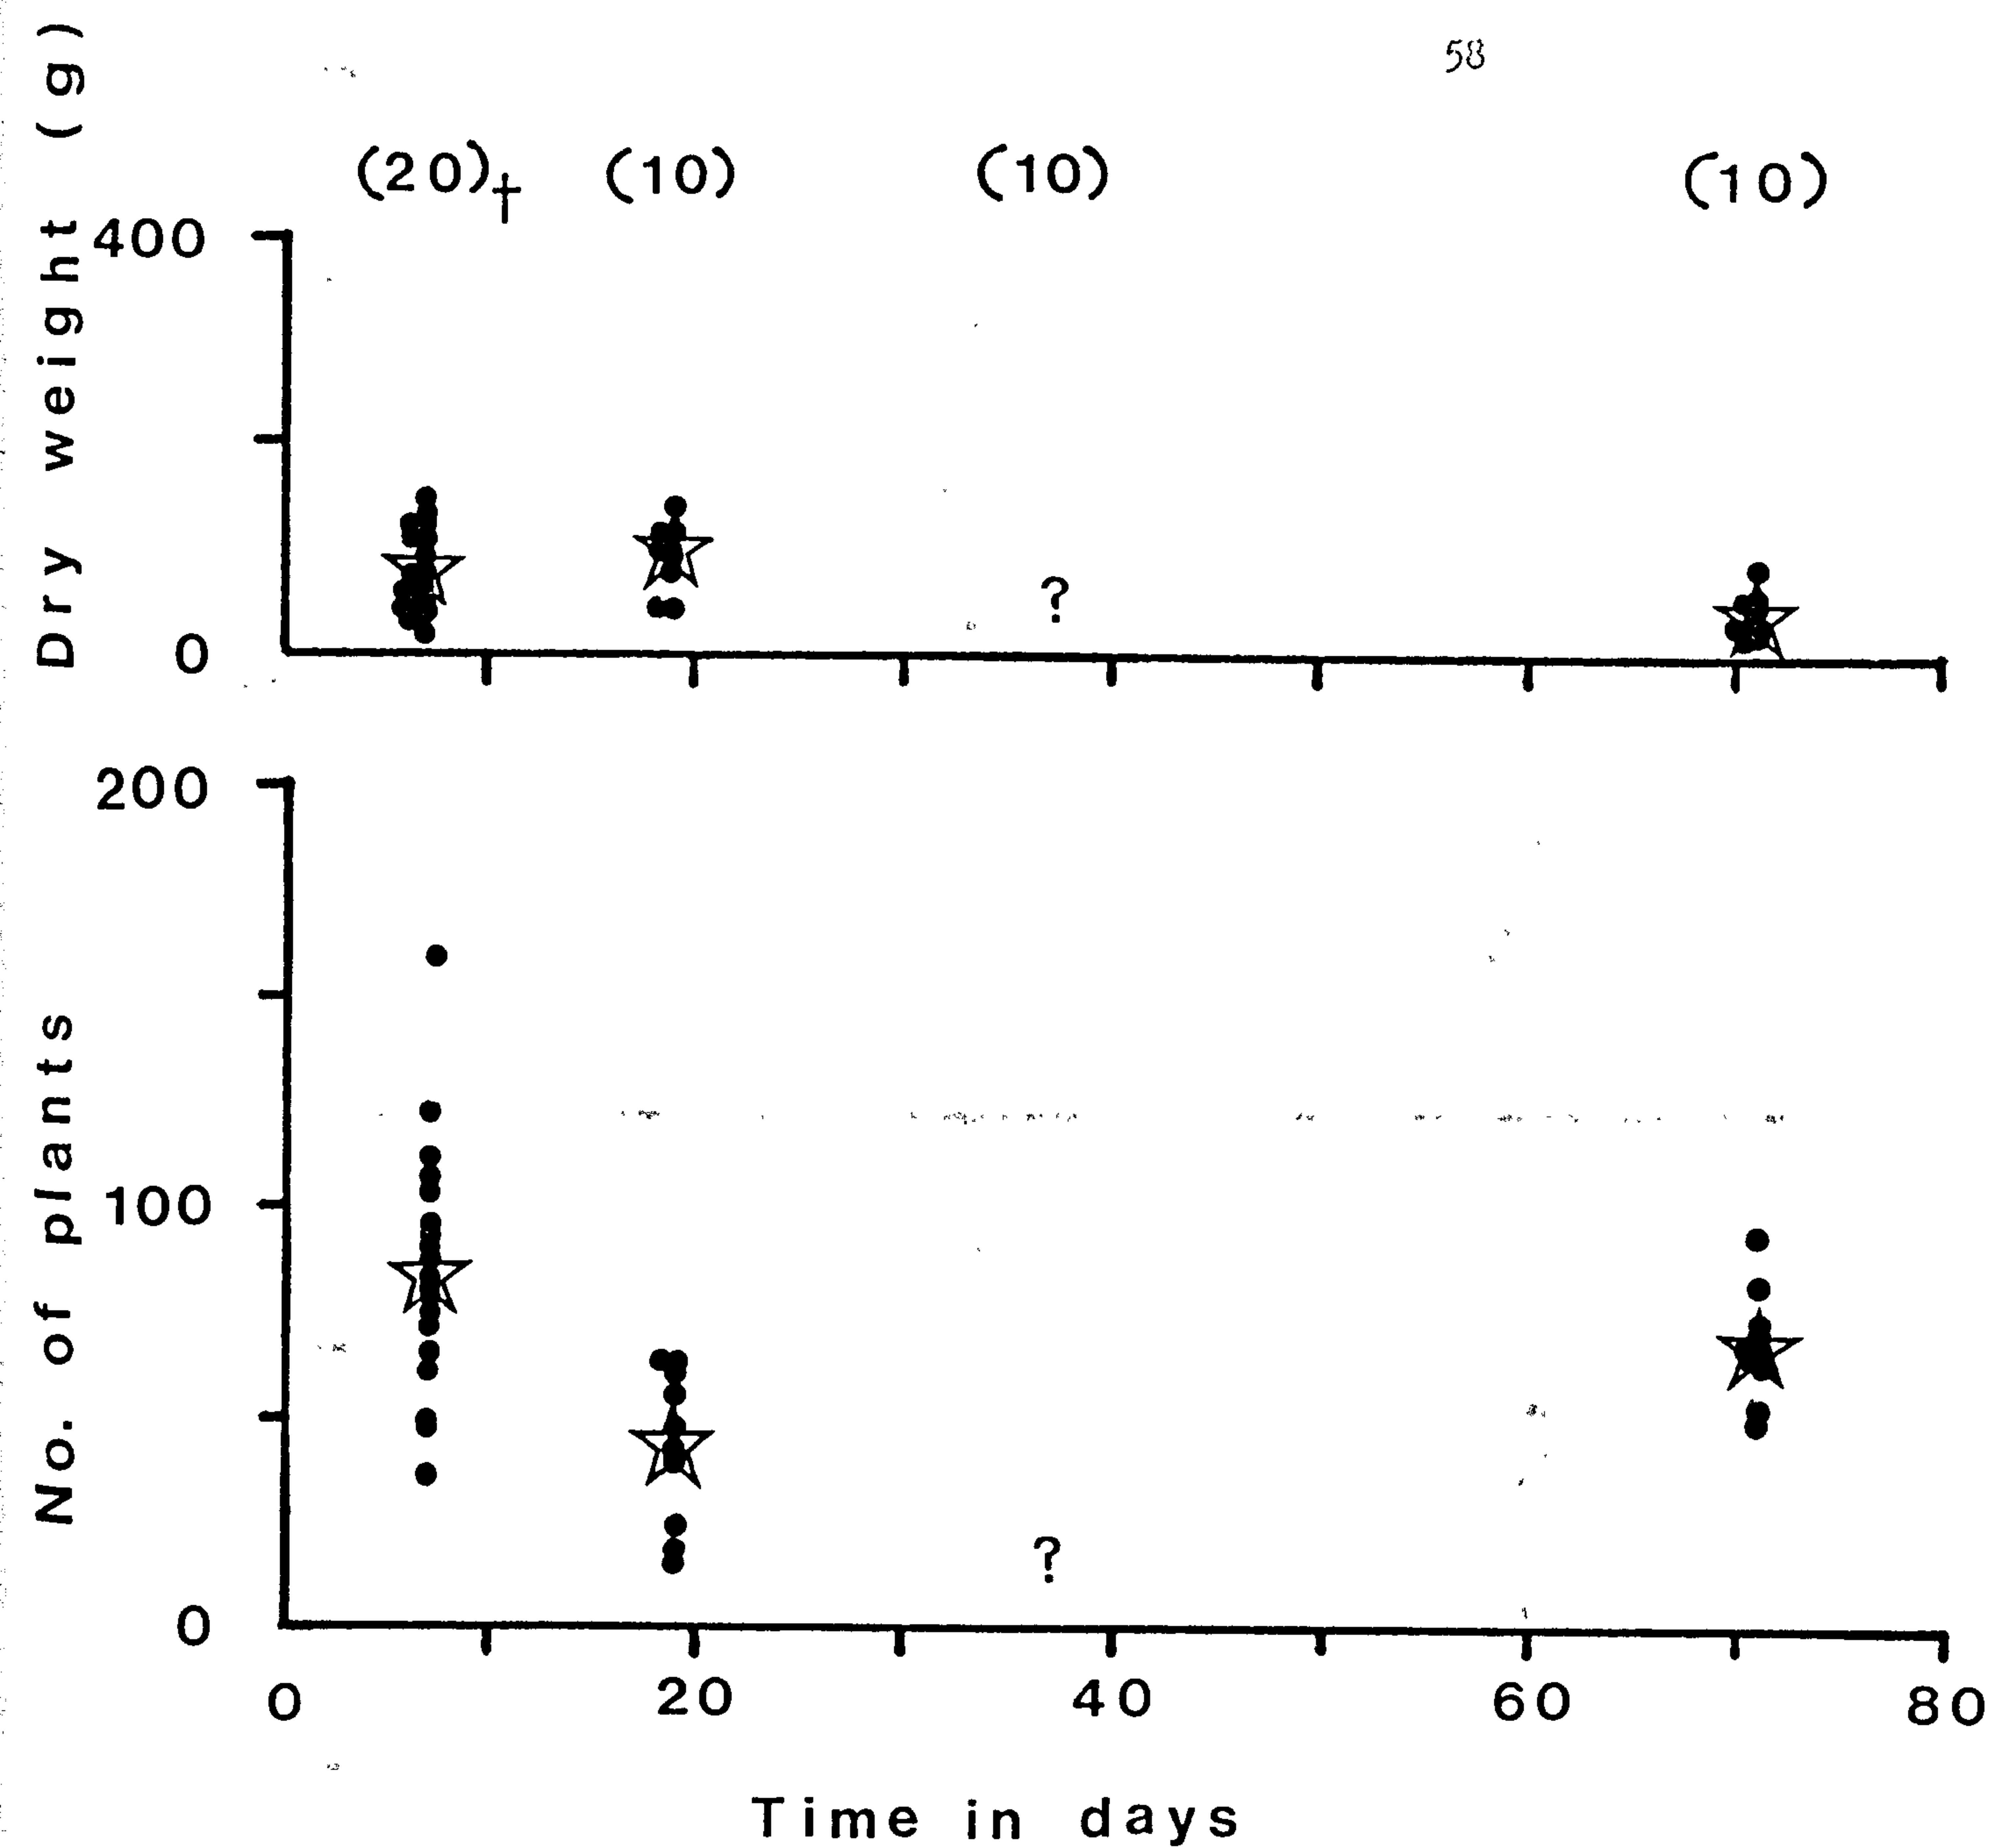 58
(20)† (10) (10) (10)
Dry weight (g)
400
0
?
No. of plants
200
100
0
?
0 20 40 60 80
Time in days